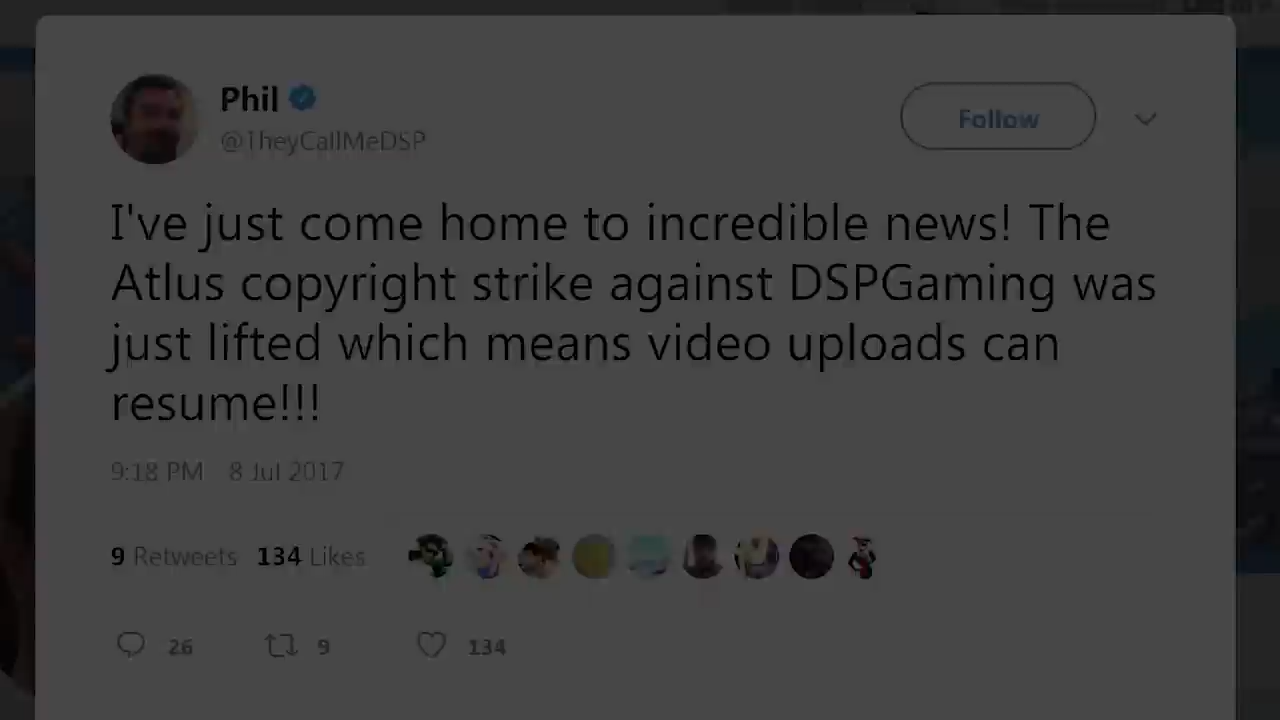 Phil
@TheyCallMeDSP
Follow
I've just come home to incredible news! The
Atlus copyright strike against DSPGaming was
just lifted which means video uploads can
resume!!!
9:18 PM 8 Jul 2017
9 Retweets 134 Likes
26 9 134